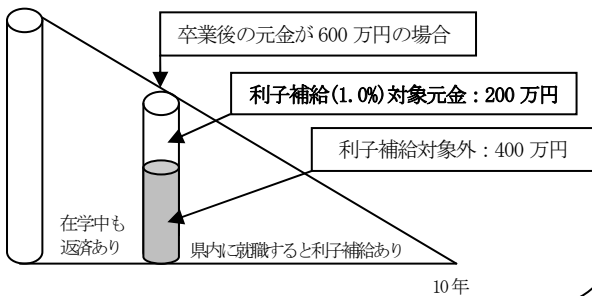 卒業後の元金が600万円の場合
利子補給(1.0%)対象元金：200万円
利子補給対象外：400万円
在学中も
返済あり
県内に就職すると利子補給あり
10年